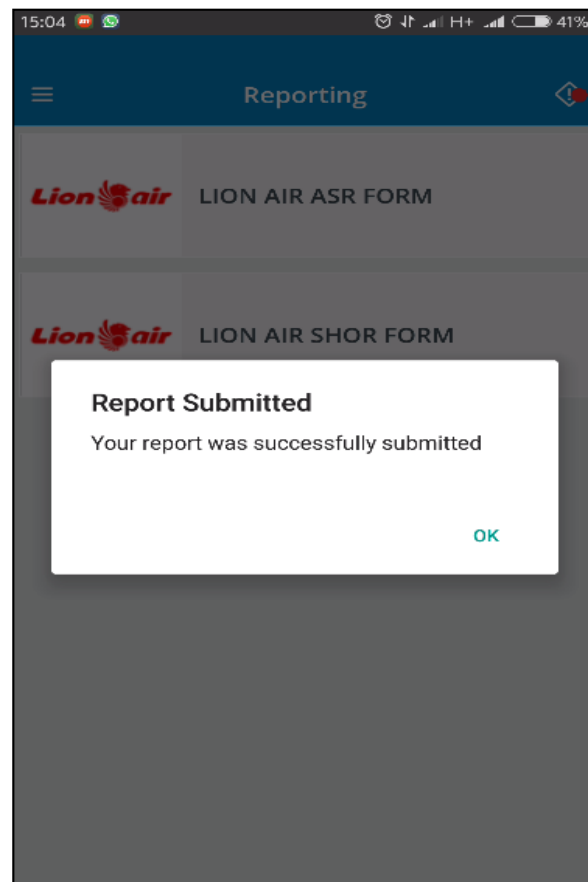 15:04 H+ 41%
Reporting
Lion air LION AIR ASR FORM
Lion air LION AIR SHOR FORM
Report Submitted
Your report was successfully submitted
OK